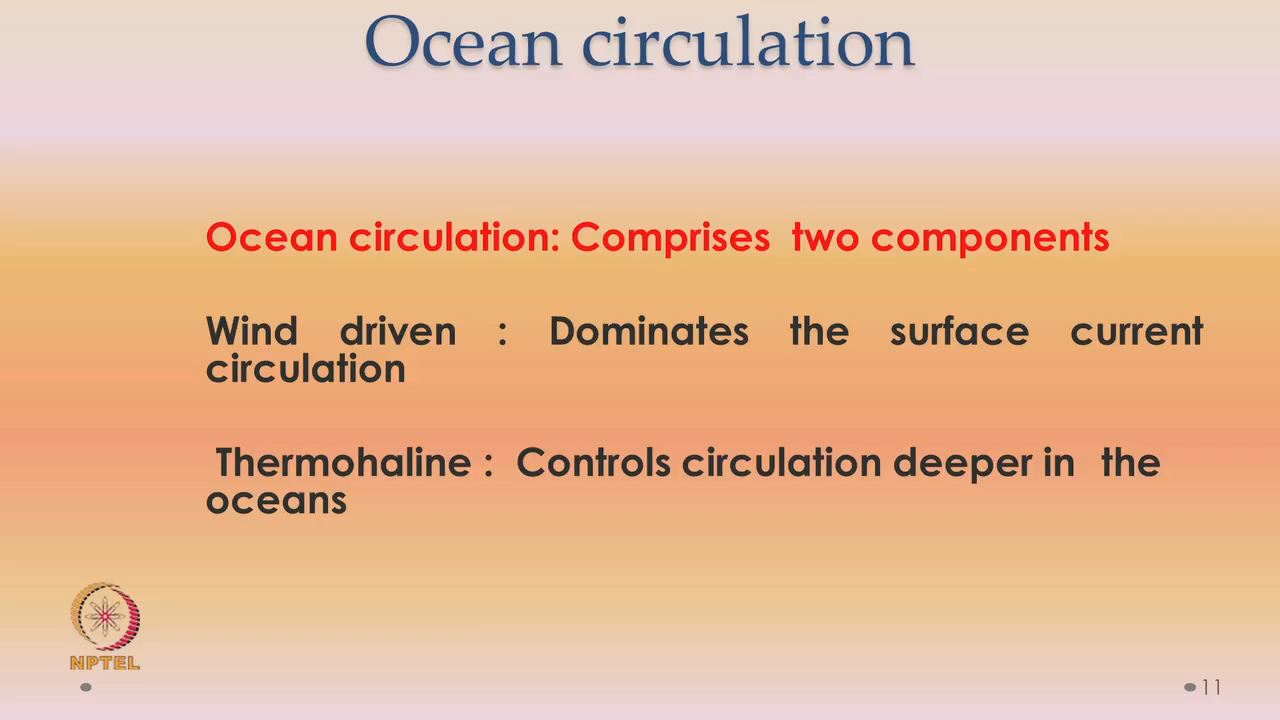 Ocean circulation
Ocean circulation: Comprises two components
Wind driven : Dominates the surface current
circulation
Thermohaline : Controls circulation deeper in the
oceans
NPTEL
11